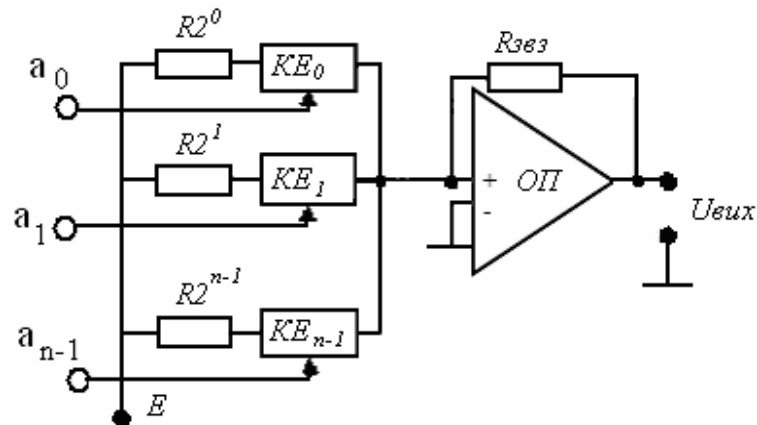 R2⁰
a₀
KE₀
Rзвз
R2¹
a₁
KE₁
+
-
ОП
Uвих
R2ⁿ⁻¹
aₙ₋₁
KEₙ₋₁
E